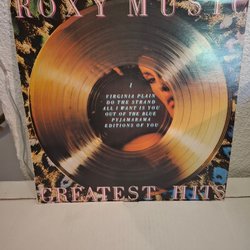 ROXY MUSIC
1
VIRGINIA PLAIN
DO THE STRAND
ALL I WANT IS YOU
OUT OF THE BLUE
PYJAMARAMA
EDITIONS OF YOU
GREATEST HITS